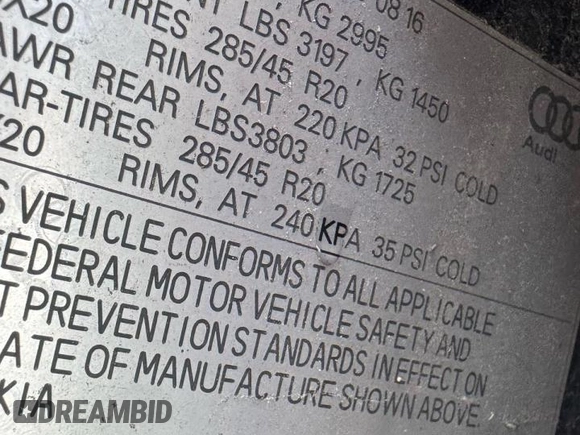 08 16
KG 2995
X20
LBS 3197, KG 1450
TIRES 285/45 R20
RIMS, AT 220 KPA 32 PSI COLD
AWR REAR LBS3803, KG 1725
AR-TIRES 285/45 R20
X20 RIMS, AT 240 KPA 35 PSI COLD
Audi
S VEHICLE CONFORMS TO ALL APPLICABLE
FEDERAL MOTOR VEHICLE SAFETY AND
T PREVENTION STANDARDS IN EFFECT ON
ATE OF MANUFACTURE SHOWN ABOVE.
KIA
DREAMBID